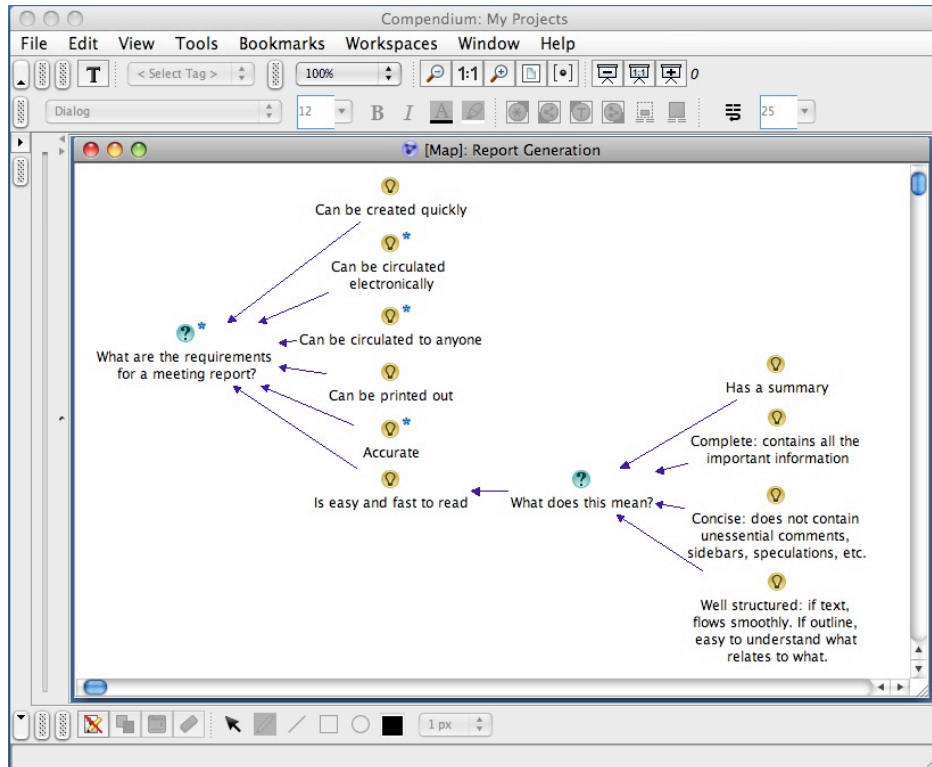 Compendium: My Projects
File Edit View Tools Bookmarks Workspaces Window Help
T < Select Tag > 100% 1:1 1:1 0
Dialog 12 B I A T 25
[Map]: Report Generation
Can be created quickly
*
Can be circulated
electronically
? *
What are the requirements
for a meeting report?
*
Can be circulated to anyone
Can be printed out
*
Accurate
Is easy and fast to read
?
What does this mean?
Has a summary
Complete: contains all the
important information
Concise: does not contain
unessential comments,
sidebars, speculations, etc.
Well structured: if text,
flows smoothly. If outline,
easy to understand what
relates to what.
1 px